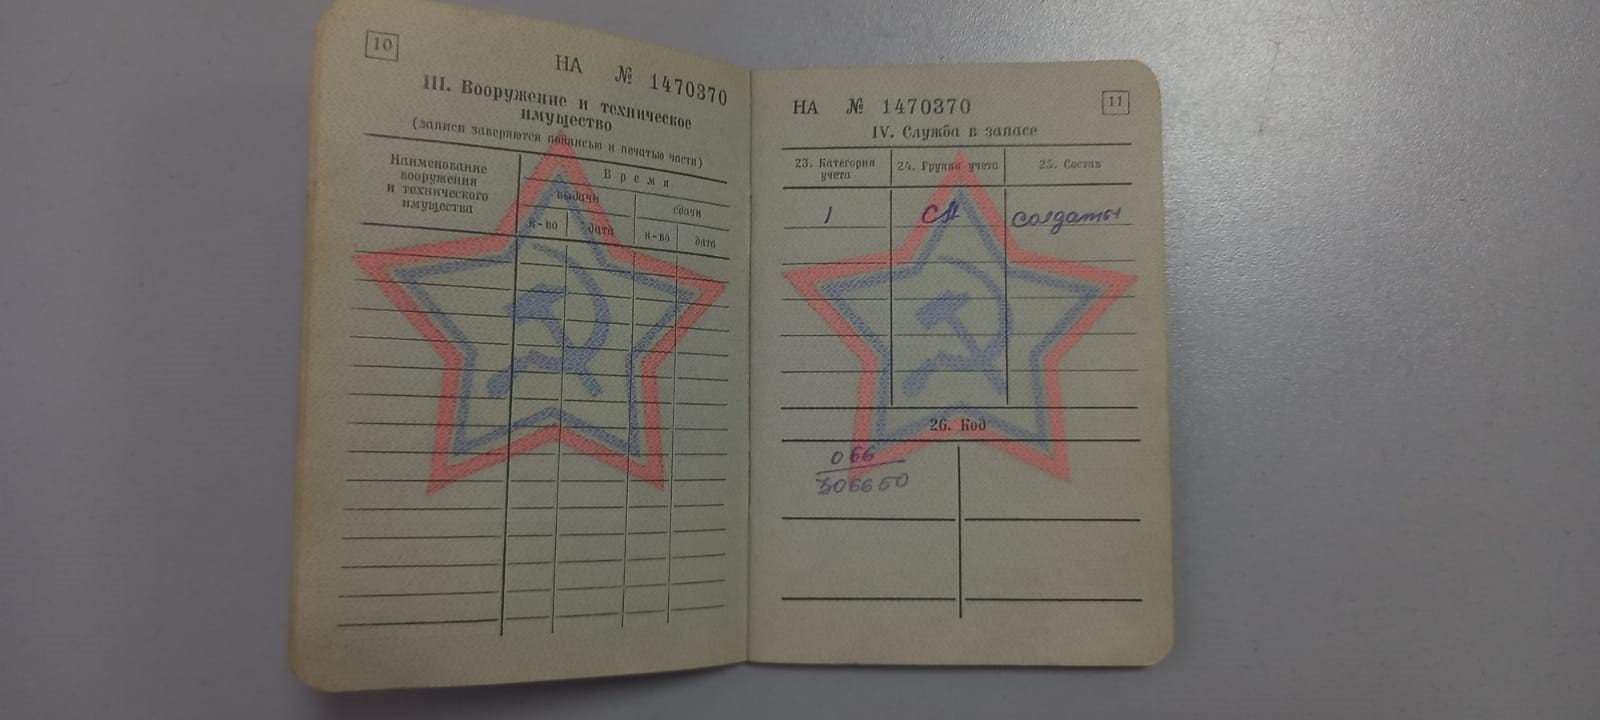 10
НА № 1470370
III. Вооружение и техническое
имущество
(записи заверяются подписью и печатью части)
Наименование
вооружения
и технического
имущества
Время
выдачи
сдачи
к-во
дата
к-во
дата
НА № 1470370
11
IV. Служба в запасе
23. Категория
учета
24. Группа учета
25. Состав
1
СА
солдаты
26. Код
066
306650